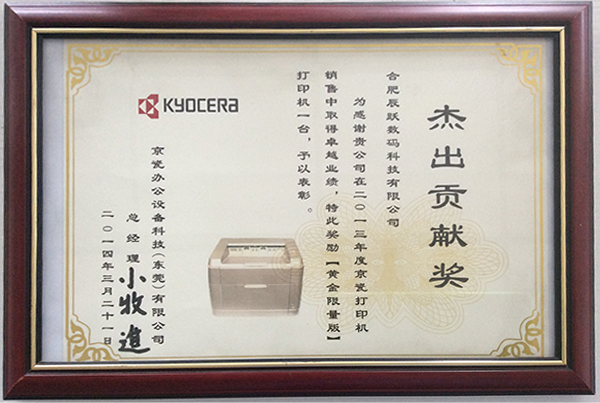 杰出贡献奖
合肥辰跃数码科技有限公司
为感谢贵公司在二〇一三年度京瓷打印机
销售中取得卓越业绩，特此奖励【黄金限量版】
打印机一台，予以表彰。
KYOCERa
京瓷办公设备科技(东莞)有限公司
总经理 小牧進
二〇一四年三月二十一日